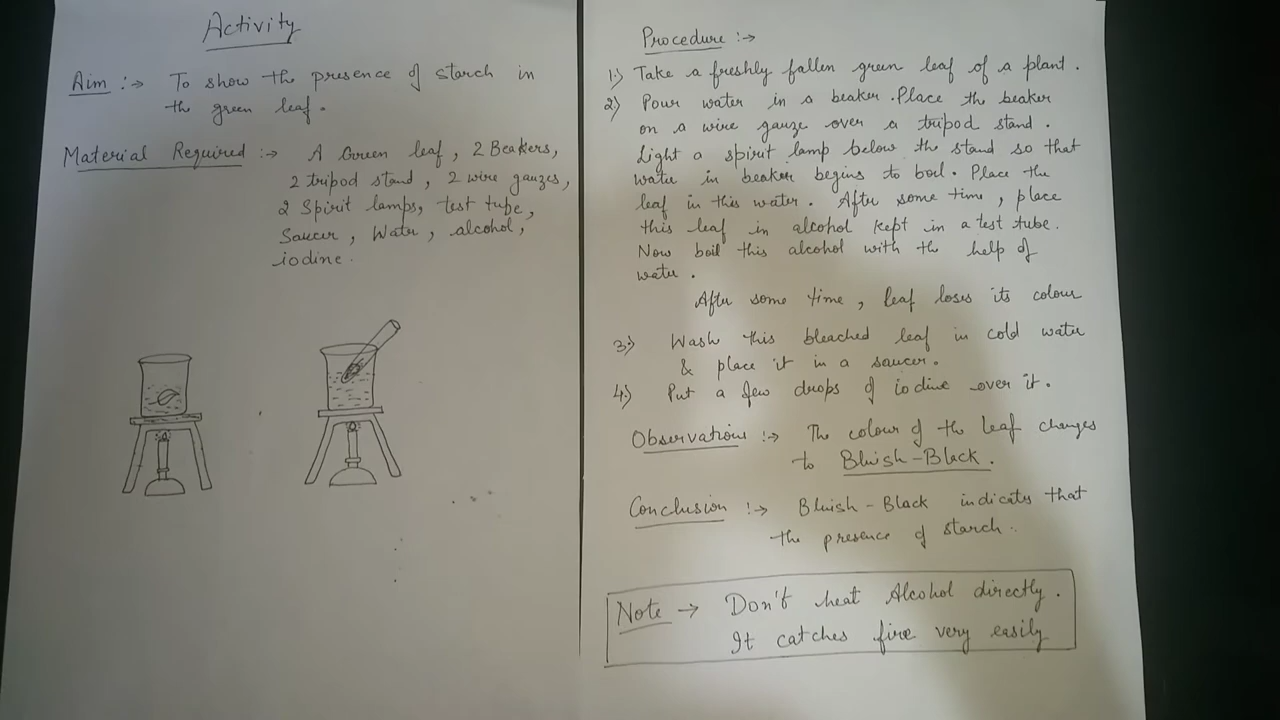 Activity
Aim :→ To show the presence of starch in
the green leaf.
Material Required :→ A Green leaf, 2 Beakers,
2 tripod stand, 2 wire gauzes,
2 Spirit lamps, test tube,
Saucer, Water, alcohol,
iodine.
Procedure :→
1) Take a freshly fallen green leaf of a plant.
2) Pour water in a beaker. Place the beaker
on a wire gauze over a tripod stand.
Light a spirit lamp below the stand so that
water in beaker begins to boil. Place the
leaf in this water. After some time, place
this leaf in alcohol kept in a test tube.
Now boil this alcohol with the help of
water.
After some time, leaf loses its colour
3) Wash this bleached leaf in cold water
& place it in a saucer.
4) Put a few drops of iodine over it.
Observations :→ The colour of the leaf changes
to Bluish-Black.
Conclusion :→ Bluish-Black indicates that
the presence of starch.
Note → Don't heat Alcohol directly.
It catches fire very easily